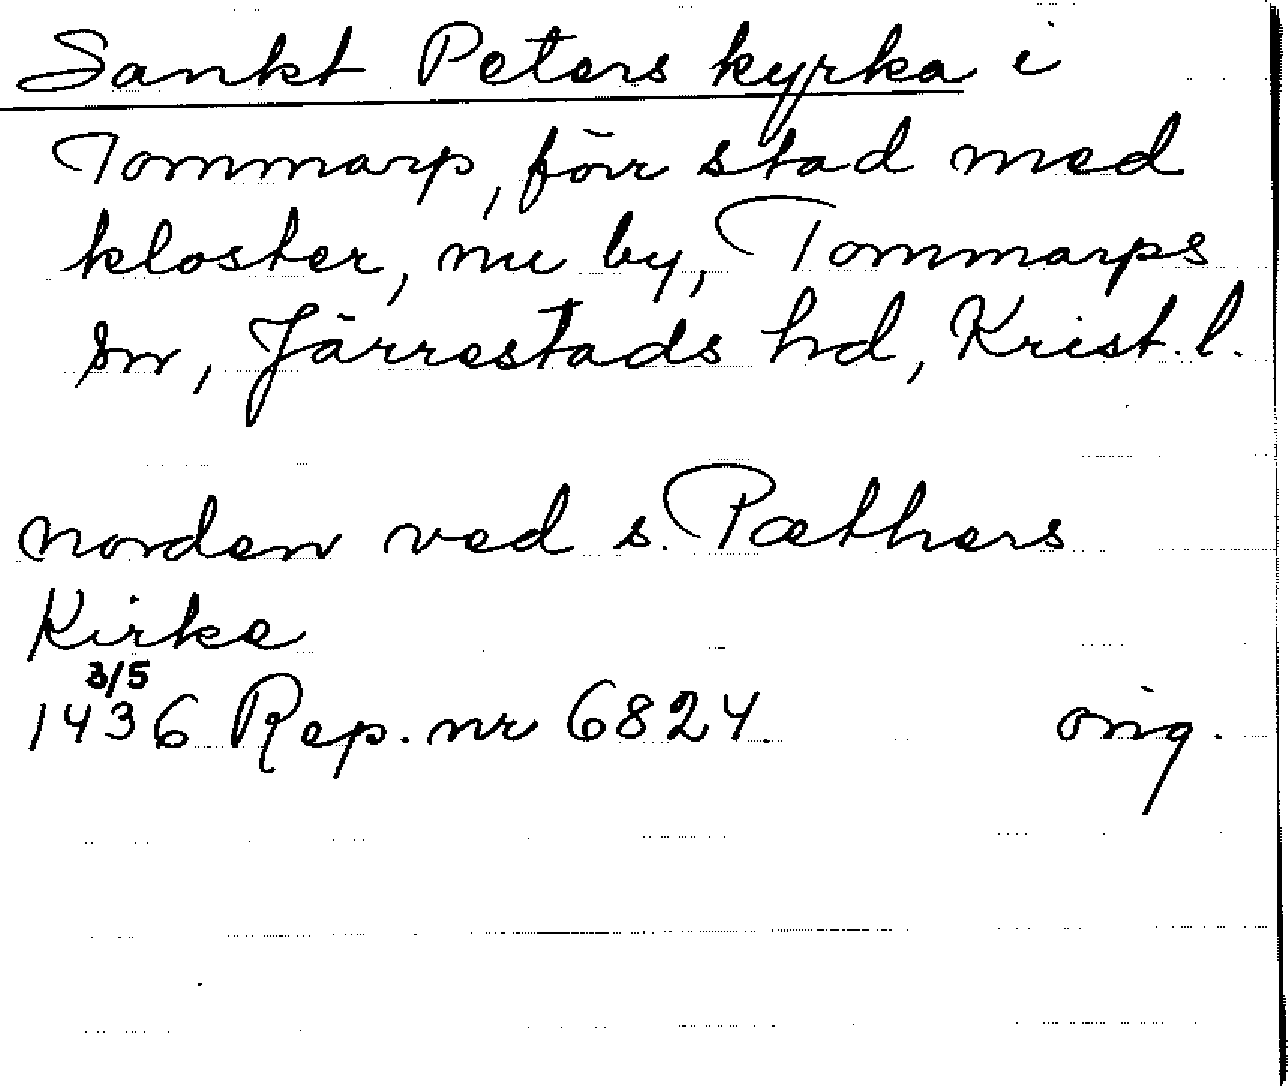 Sankt Peters kyrka i
Tommarp, förr stad med
kloster, nu by, Tommarps
sn, Järrestads hd, Krist. l.
norden ved s. Pæthers
Kirke
3/5
1436 Rep. nr 6824 orig.